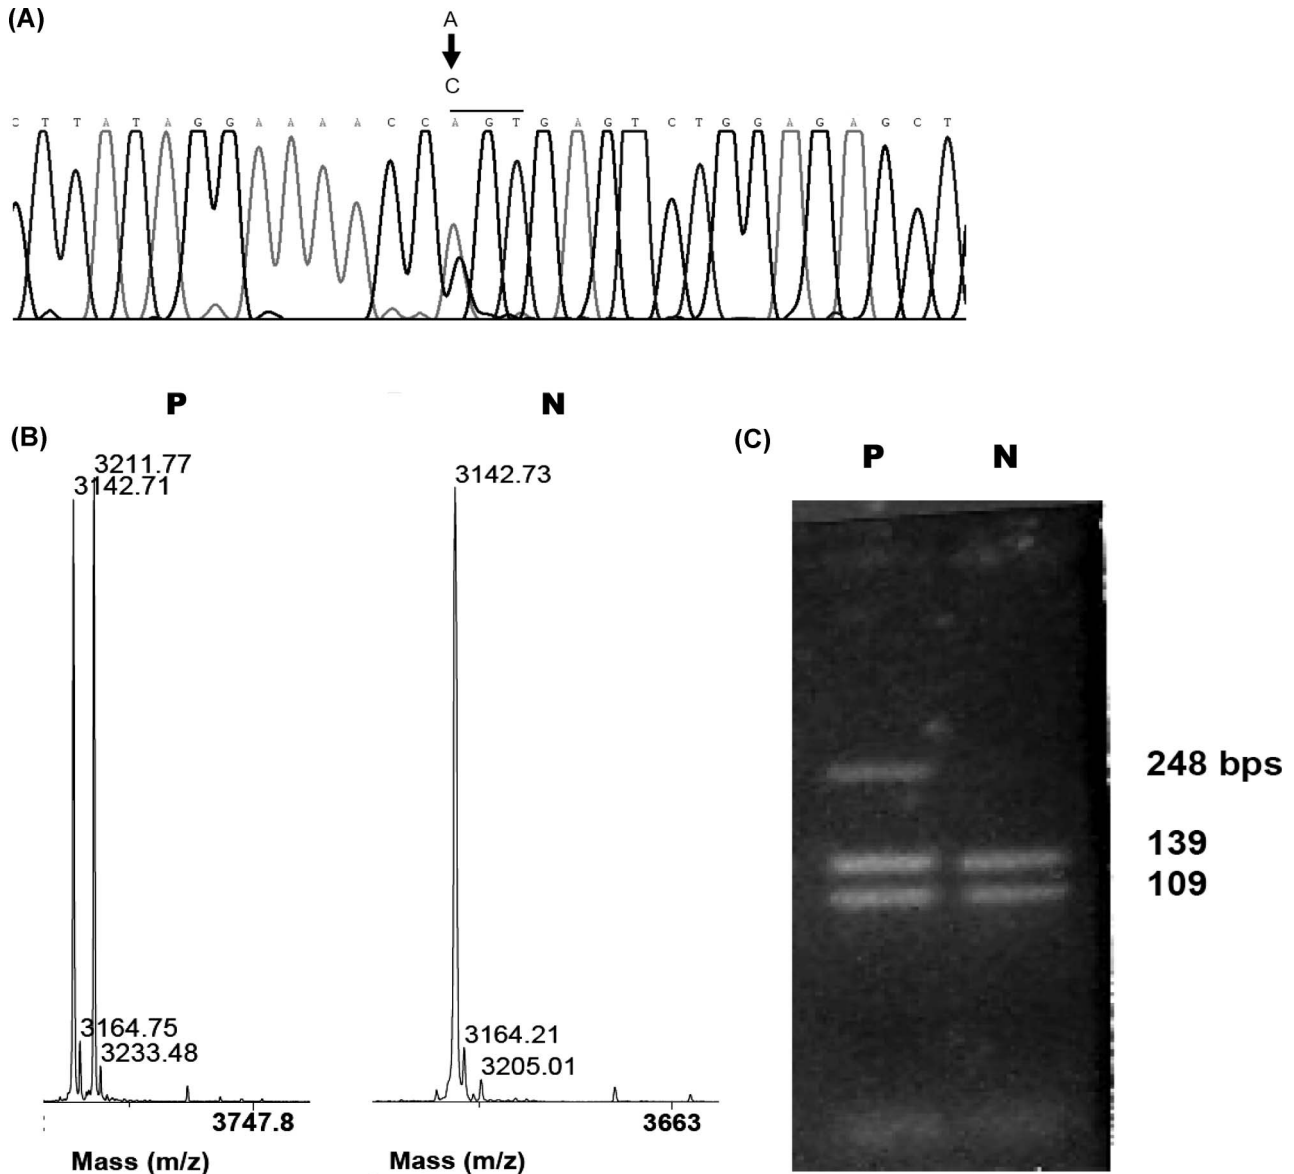 (A)
A
C
C T T A T A G G A A A A C C A G T G A G T C T G G A G A G C T
P
N
(B)
3211.77
3142.71
3164.75
3233.48
3747.8
Mass (m/z)
3142.73
3164.21
3205.01
3663
Mass (m/z)
(C)
P
N
248 bps
139
109